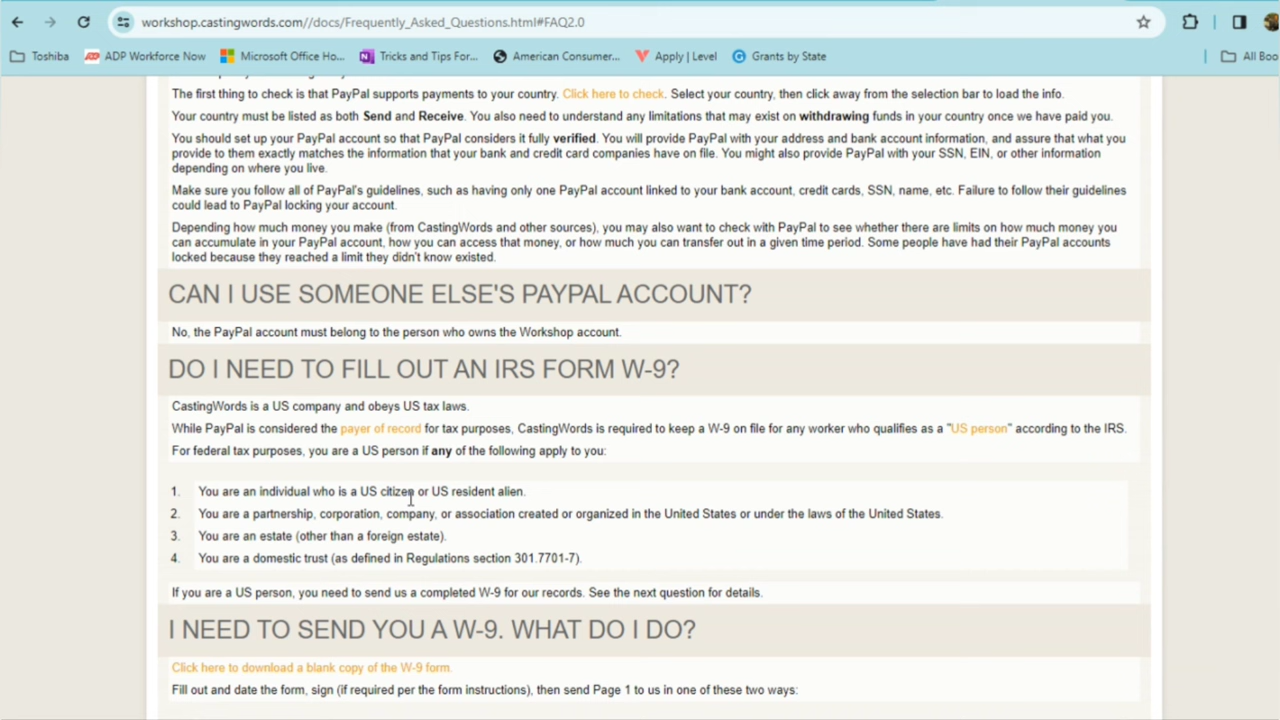 workshop.castingwords.com//docs/Frequently_Asked_Questions.html#FAQ2.0
Toshiba ADP Workforce Now Microsoft Office Ho... Tricks and Tips For... American Consumer... Apply | Level Grants by State All Boo
The first thing to check is that PayPal supports payments to your country. Click here to check. Select your country, then click away from the selection bar to load the info.
Your country must be listed as both Send and Receive. You also need to understand any limitations that may exist on withdrawing funds in your country once we have paid you.
You should set up your PayPal account so that PayPal considers it fully verified. You will provide PayPal with your address and bank account information, and assure that what you
provide to them exactly matches the information that your bank and credit card companies have on file. You might also provide PayPal with your SSN, EIN, or other information
depending on where you live.
Make sure you follow all of PayPal's guidelines, such as having only one PayPal account linked to your bank account, credit cards, SSN, name, etc. Failure to follow their guidelines
could lead to PayPal locking your account.
Depending how much money you make (from CastingWords and other sources), you may also want to check with PayPal to see whether there are limits on how much money you
can accumulate in your PayPal account, how you can access that money, or how much you can transfer out in a given time period. Some people have had their PayPal accounts
locked because they reached a limit they didn't know existed.
CAN I USE SOMEONE ELSE'S PAYPAL ACCOUNT?
No, the PayPal account must belong to the person who owns the Workshop account.
DO I NEED TO FILL OUT AN IRS FORM W-9?
CastingWords is a US company and obeys US tax laws.
While PayPal is considered the payer of record for tax purposes, CastingWords is required to keep a W-9 on file for any worker who qualifies as a "US person" according to the IRS.
For federal tax purposes, you are a US person if any of the following apply to you:
1. You are an individual who is a US citizen or US resident alien.
2. You are a partnership, corporation, company, or association created or organized in the United States or under the laws of the United States.
3. You are an estate (other than a foreign estate).
4. You are a domestic trust (as defined in Regulations section 301.7701-7).
If you are a US person, you need to send us a completed W-9 for our records. See the next question for details.
I NEED TO SEND YOU A W-9. WHAT DO I DO?
Click here to download a blank copy of the W-9 form.
Fill out and date the form, sign (if required per the form instructions), then send Page 1 to us in one of these two ways: